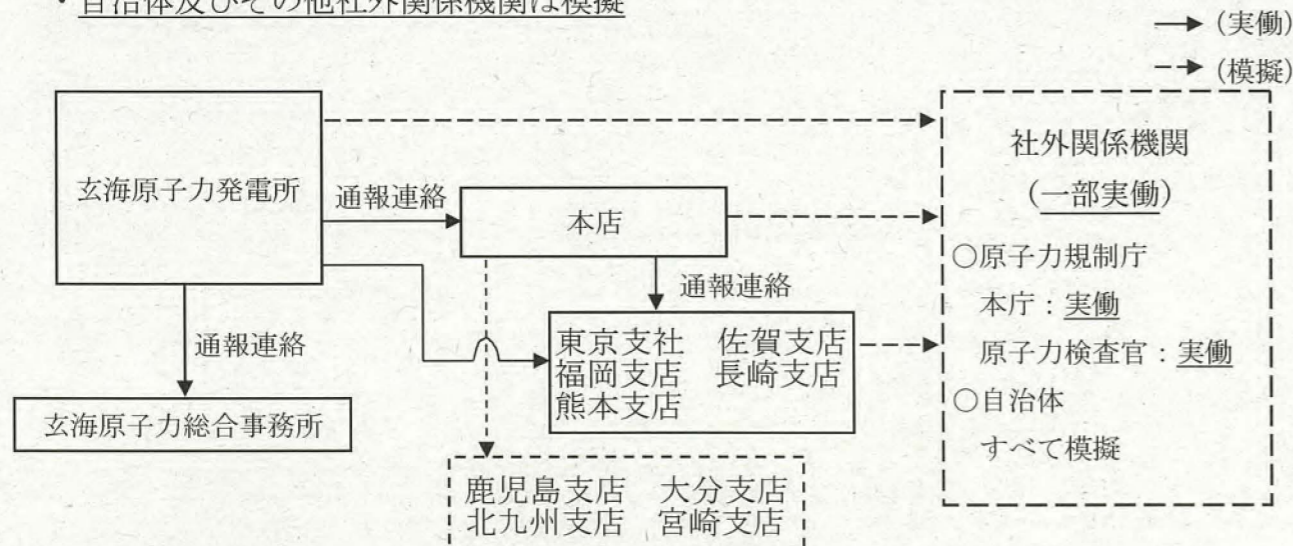 ・自治体及びその他社外関係機関は模擬
(実働)
(模擬)
玄海原子力発電所
通報連絡
本店
社外関係機関
（一部実働）
○原子力規制庁
本庁：実働
原子力検査官：実働
○自治体
すべて模擬
通報連絡
東京支社 佐賀支店
福岡支店 長崎支店
熊本支店
通報連絡
玄海原子力総合事務所
鹿児島支店 大分支店
北九州支店 宮崎支店